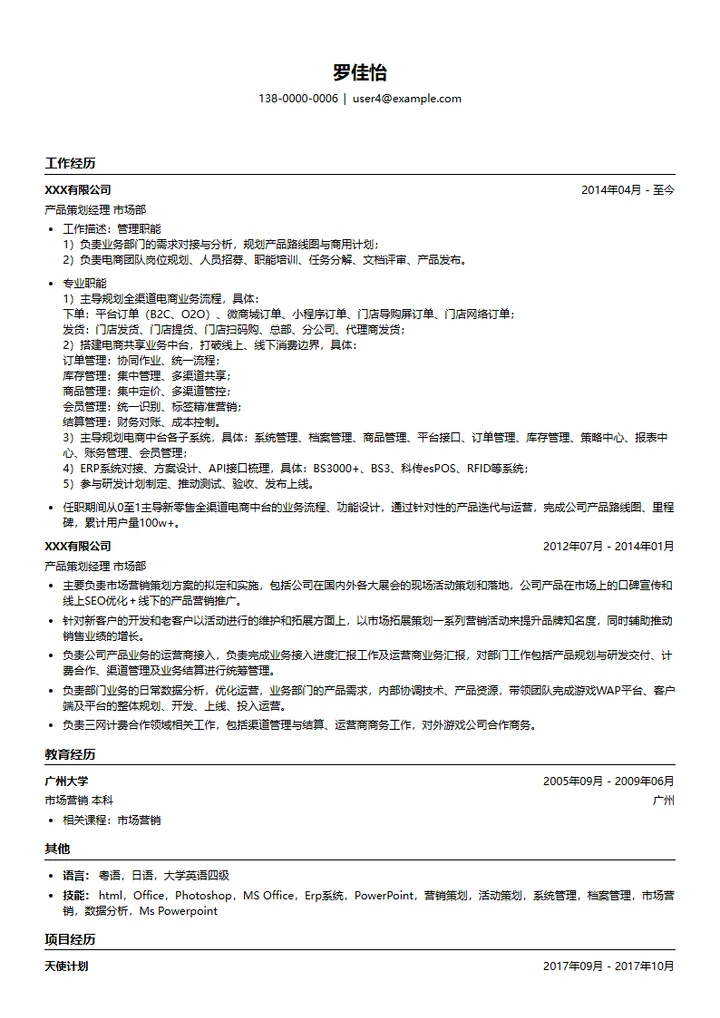 罗佳怡
138-0000-0006 | user4@example.com
工作经历
XXX有限公司 2014年04月 - 至今
产品策划经理 市场部
• 工作描述：管理职能
1）负责业务部门的需求对接与分析，规划产品路线图与商用计划；
2）负责电商团队岗位规划、人员招募、职能培训、任务分解、文档评审、产品发布。
• 专业职能
1）主导规划全渠道电商业务流程，具体：
下单：平台订单（B2C、O2O）、微商城订单、小程序订单、门店导购屏订单、门店网络订单；
发货：门店发货、门店提货、门店扫码购、总部、分公司、代理商发货；
2）搭建电商共享业务中台，打破线上、线下消费边界，具体：
订单管理：协同作业、统一流程；
库存管理：集中管理、多渠道共享；
商品管理：集中定价、多渠道管控；
会员管理：统一识别、标签精准营销；
结算管理：财务对账、成本控制。
3）主导规划电商中台各子系统，具体：系统管理、档案管理、商品管理、平台接口、订单管理、库存管理、策略中心、报表中
心、账务管理、会员管理；
4）ERP系统对接、方案设计、API接口梳理，具体：BS3000+、BS3、科传esPOS、RFID等系统；
5）参与研发计划制定、推动测试、验收、发布上线。
• 任职期间从0至1主导新零售全渠道电商中台的业务流程、功能设计，通过针对性的产品迭代与运营，完成公司产品路线图、里程
碑，累计用户量100w+。
XXX有限公司 2012年07月 - 2014年01月
产品策划经理 市场部
• 主要负责市场营销策划方案的拟定和实施，包括公司在国内外各大展会的现场活动策划和落地，公司产品在市场上的口碑宣传和
线上SEO优化＋线下的产品营销推广。
• 针对新客户的开发和老客户以活动进行的维护和拓展方面上，以市场拓展策划一系列营销活动来提升品牌知名度，同时辅助推动
销售业绩的增长。
• 负责公司产品业务的运营商接入，负责完成业务接入进度汇报工作及运营商业务汇报，对部门工作包括产品规划与研发交付、计
费合作、渠道管理及业务结算进行统筹管理。
• 负责部门业务的日常数据分析，优化运营，业务部门的产品需求，内部协调技术、产品资源，带领团队完成游戏WAP平台、客户
端及平台的整体规划、开发、上线、投入运营。
• 负责三网计费合作领域相关工作，包括渠道管理与结算、运营商商务工作，对外游戏公司合作商务。
教育经历
广州大学 2005年09月 - 2009年06月
市场营销 本科 广州
• 相关课程：市场营销
其他
• 语言： 粤语，日语，大学英语四级
• 技能： html，Office，Photoshop，MS Office，Erp系统，PowerPoint，营销策划，活动策划，系统管理，档案管理，市场营
销，数据分析，Ms Powerpoint
项目经历
天使计划 2017年09月 - 2017年10月